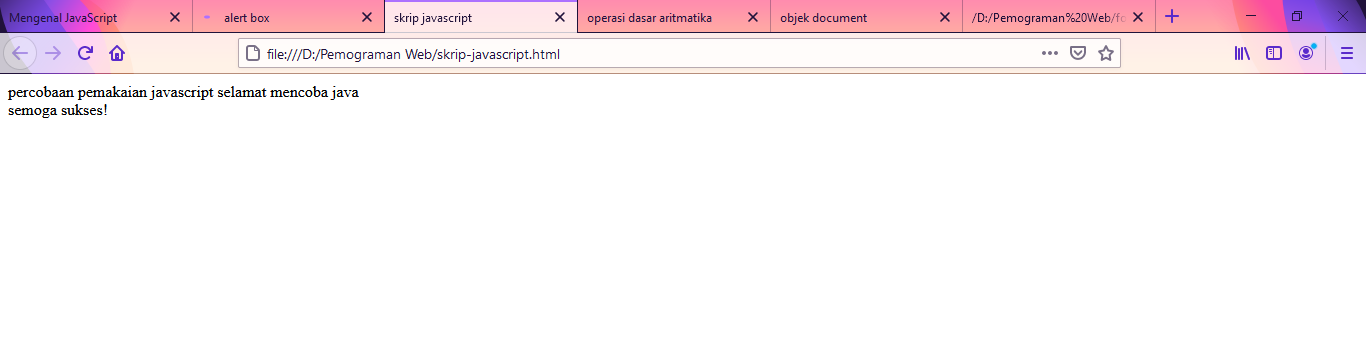 Mengenal JavaScript
alert box
skrip javascript
operasi dasar aritmatika
objek document
/D:/Pemograman%20Web/fo
file:///D:/Pemograman Web/skrip-javascript.html
percobaan pemakaian javascript selamat mencoba java
semoga sukses!